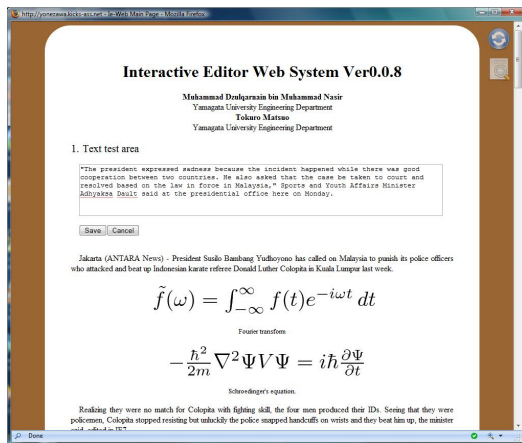 http://yonezawa.kicks-ass.net - Ie-Web Main Page - Mozilla Firefox
Interactive Editor Web System Ver0.0.8
Muhammad Dzulqarnain bin Muhammad Nasir
Yamagata University Engineering Department
Tokuro Matsuo
Yamagata University Engineering Department
1. Text test area
"The president expressed sadness because the incident happened while there was good
cooperation between two countries. He also asked that the case be taken to court and
resolved based on the law in force in Malaysia," Sports and Youth Affairs Minister
Adhyaksa Dault said at the presidential office here on Monday.
Save Cancel
Jakarta (ANTARA News) - President Susilo Bambang Yudhoyono has called on Malaysia to punish its police officers
who attacked and beat up Indonesian karate referee Donald Luther Colopita in Kuala Lumpur last week.
f̃(ω) = ∫_{-∞}^{∞} f(t)e^{-iωt} dt
Fourier transform
-ħ²/2m ∇²ΨVΨ = iħ ∂Ψ/∂t
Schroedinger's equation.
Realizing they were no match for Colopita with fighting skill, the four men produced their IDs. Seeing that they were
policemen, Colopita stopped resisting but unluckily the police snapped handcuffs on wrists and they beat him up, the minister
said. edited in IE7
Done